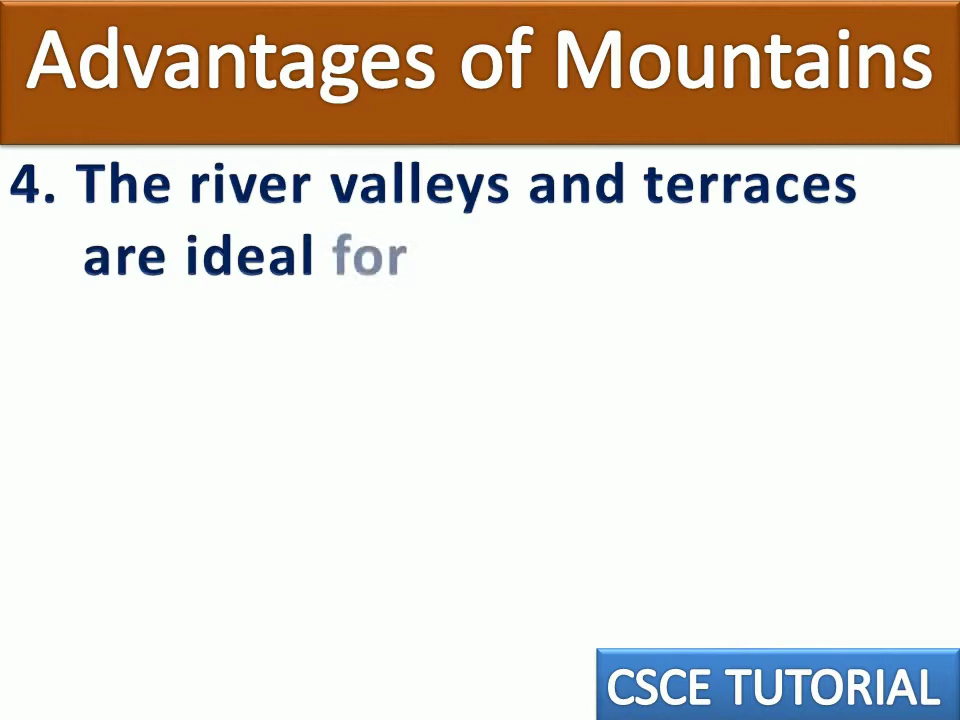 Advantages of Mountains
4. The river valleys and terraces
are ideal for
CSCE TUTORIAL